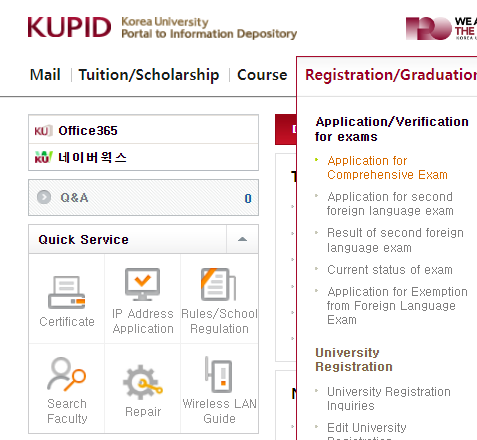 KUPID Korea University
Portal to Information Depository
WE A
THE
KOREA U
Mail Tuition/Scholarship Course Registration/Graduation
Office365
네이버웍스
Q&A 0
Quick Service
Certificate
IP Address
Application
Rules/School
Regulation
Search
Faculty
Repair
Wireless LAN
Guide
Application/Verification
for exams
Application for
Comprehensive Exam
Application for second
foreign language exam
Result of second foreign
language exam
Current status of exam
Application for Exemption
from Foreign Language
Exam
University
Registration
University Registration
Inquiries
Edit University